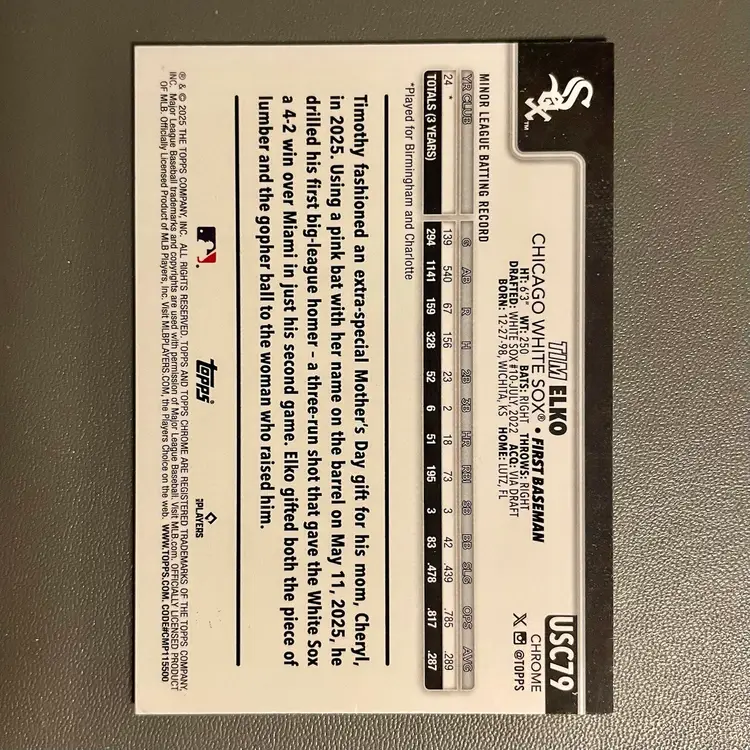 Sox™
USC79
CHROME
@TOPPS
TIM ELKO
CHICAGO WHITE SOX® • FIRST BASEMAN
HT: 6'3" WT: 250 BATS: RIGHT THROWS: RIGHT
DRAFTED: WHITE SOX #10-JULY, 2022 ACQ: VIA DRAFT
BORN: 12-27-98, WICHITA, KS HOME: LUTZ, FL
MINOR LEAGUE BATTING RECORD
YR CLUB G AB R H 2B 3B HR RBI SB BB SLG OPS AVG
24 * 139 540 67 156 23 2 18 73 3 42 .439 .785 .289
TOTALS (3 YEARS) 294 1141 159 328 52 6 51 195 3 83 .478 .817 .287
*Played for Birmingham and Charlotte
Timothy fashioned an extra-special Mother's Day gift for his mom, Cheryl,
in 2025. Using a pink bat with her name on the barrel on May 11, 2025, he
drilled his first big-league homer – a three-run shot that gave the White Sox
a 4-2 win over Miami in just his second game. Elko gifted both the piece of
lumber and the gopher ball to the woman who raised him.
topps®
PLAYERS
® & © 2025 THE TOPPS COMPANY, INC. ALL RIGHTS RESERVED. TOPPS AND TOPPS CHROME ARE REGISTERED TRADEMARKS OF THE TOPPS COMPANY,
INC. Major League Baseball trademarks and copyrights are used with permission of Major League Baseball. Visit MLB.com. OFFICIALLY LICENSED PRODUCT
OF MLB. Officially Licensed Product of MLB Players, Inc. Visit MLBPLAYERS.COM, the Players Choice on the web. WWW.TOPPS.COM. CODE#CMP115500